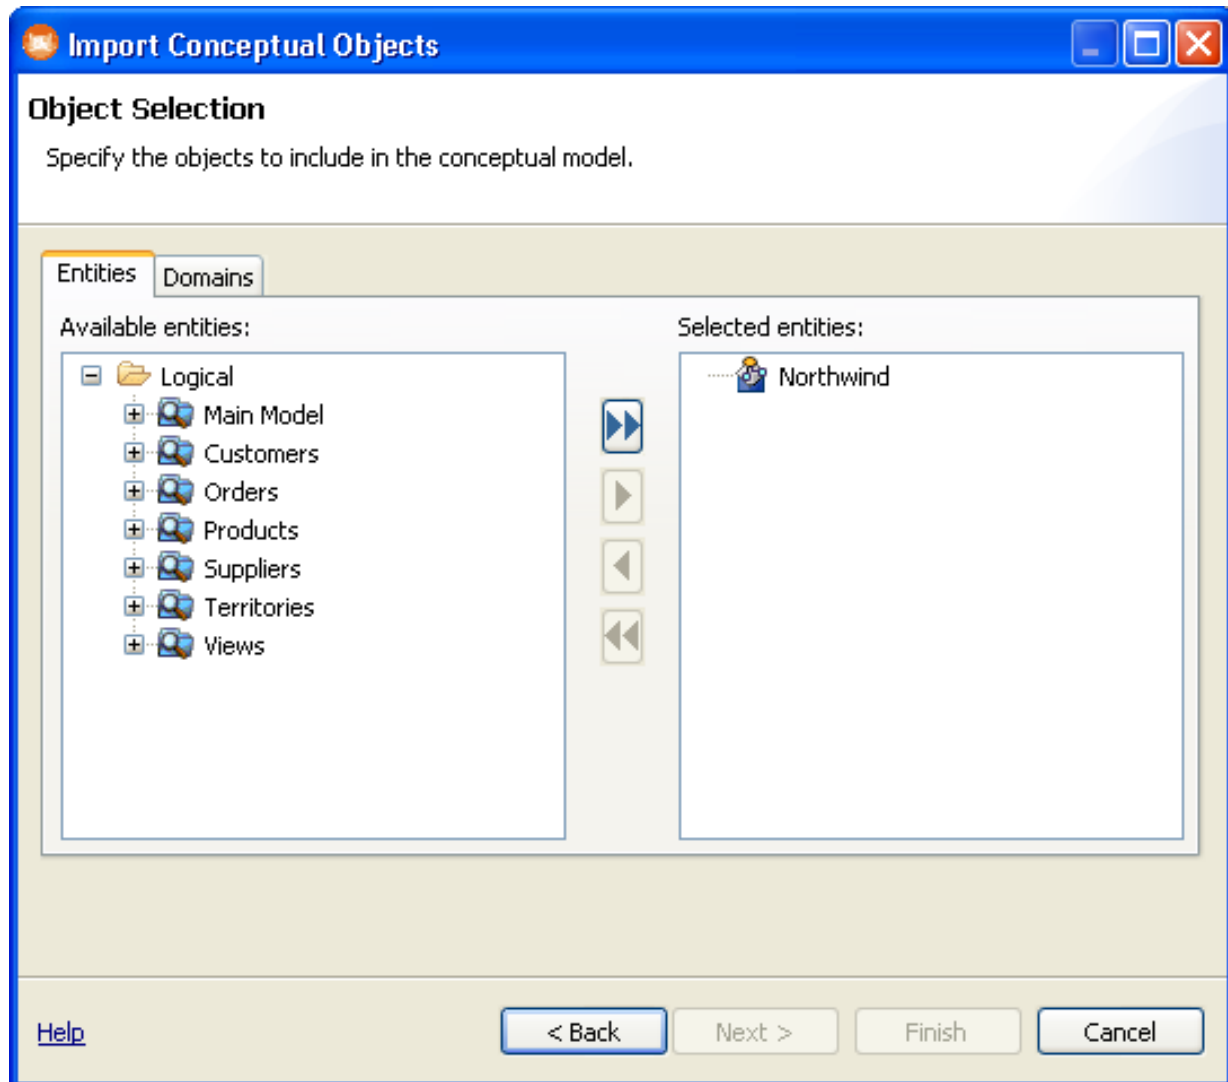 Import Conceptual Objects
Object Selection
Specify the objects to include in the conceptual model.
Entities
Domains
Available entities:
Logical
Main Model
Customers
Orders
Products
Suppliers
Territories
Views
Selected entities:
Northwind
Help
< Back
Next >
Finish
Cancel